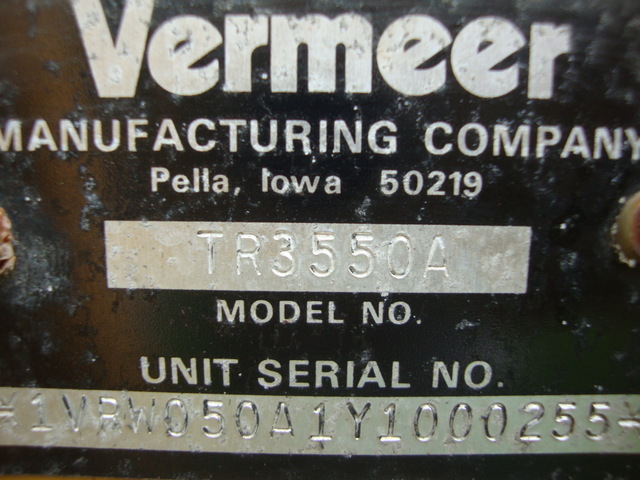 Vermeer
MANUFACTURING COMPANY
Pella, Iowa 50219
TR3550A
MODEL NO.
UNIT SERIAL NO.
*1VRW050A1Y1000255*